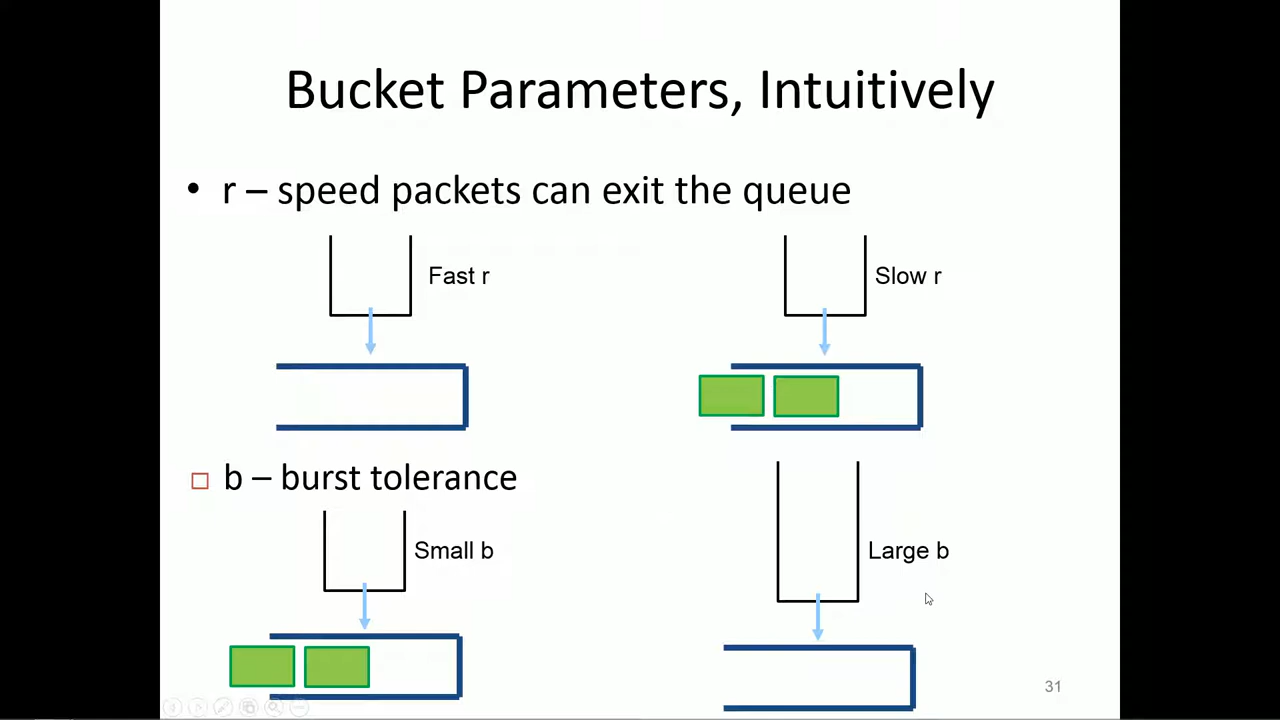 Bucket Parameters, Intuitively
• r – speed packets can exit the queue
Fast r
Slow r
b – burst tolerance
Small b
Large b
31